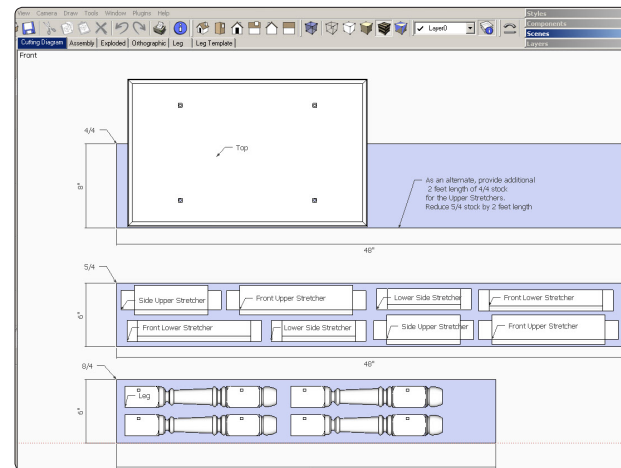 View Camera Draw Tools Window Plugins Help
Layer0
Styles
Components
Scenes
Layers
Cutting Diagram Assembly Exploded Orthographic Leg Leg Template
Front
4/4
Top
8"
As an alternate, provide additional
2 feet length of 4/4 stock
for the Upper Stretchers.
Reduce 5/4 stock by 2 feet length
48"
5/4
6"
Side Upper Stretcher Front Upper Stretcher Lower Side Stretcher Front Lower Stretcher
Front Lower Stretcher Lower Side Stretcher Side Upper Stretcher Front Upper Stretcher
48"
8/4
6"
Leg